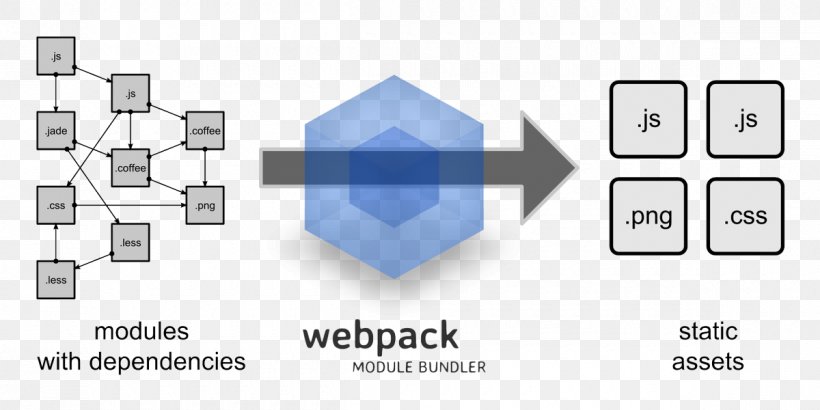 .js
.js
.jade
.coffee
.coffee
.css
.png
.less
.less
modules
with dependencies
webpack
MODULE BUNDLER
.js
.js
.png
.css
static
assets